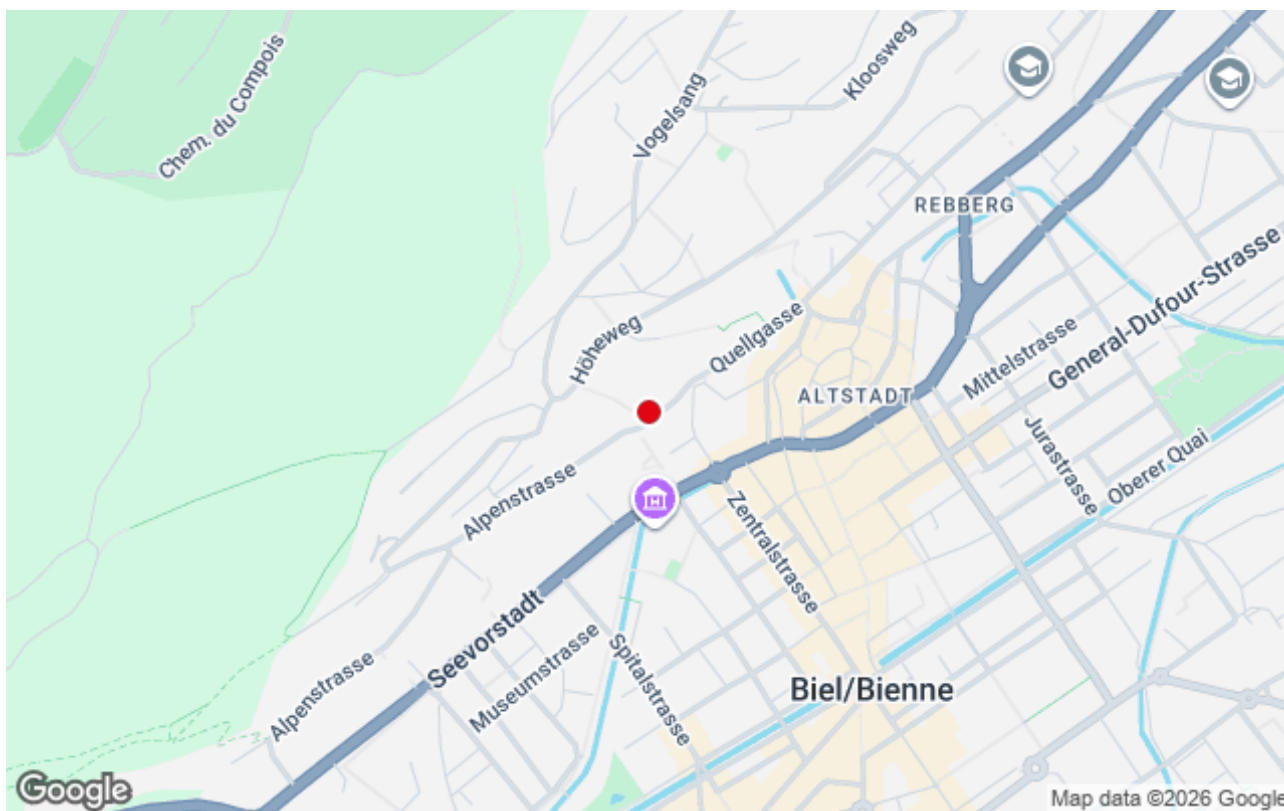 Chem. du Compois
Vogelsang
Kloosweg
REBBERG
General-Dufour-Strasse
Höheweg
Quellgasse
Mittelstrasse
ALTSTADT
Jurastrasse
Oberer Quai
Alpenstrasse
Zentralstrasse
Seevorstadt
Museumstrasse
Spitalstrasse
Alpenstrasse
Biel/Bienne
H
Google
Map data ©2026 Google